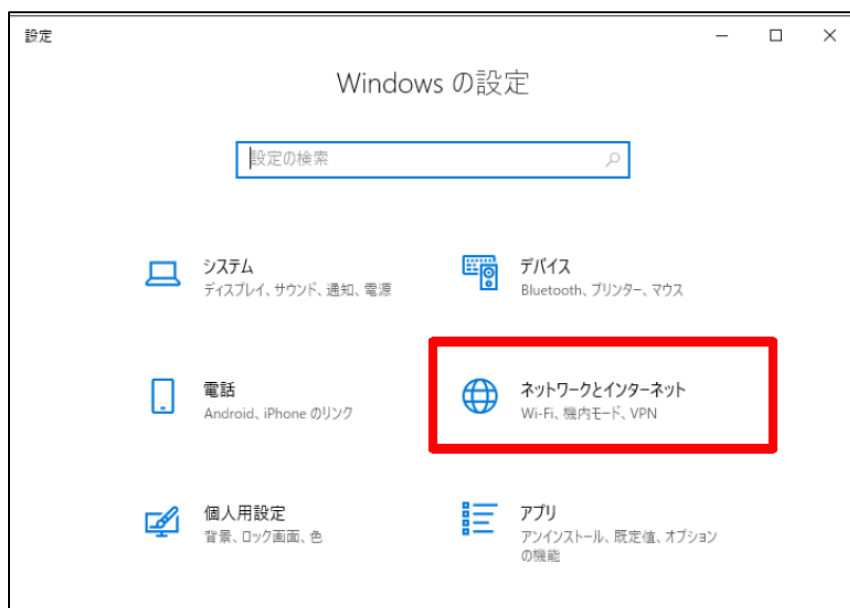 設定
Windows の設定
設定の検索
システム
ディスプレイ、サウンド、通知、電源
デバイス
Bluetooth、プリンター、マウス
電話
Android、iPhone のリンク
ネットワークとインターネット
Wi-Fi、機内モード、VPN
個人用設定
背景、ロック画面、色
アプリ
アンインストール、既定値、オプション
の機能